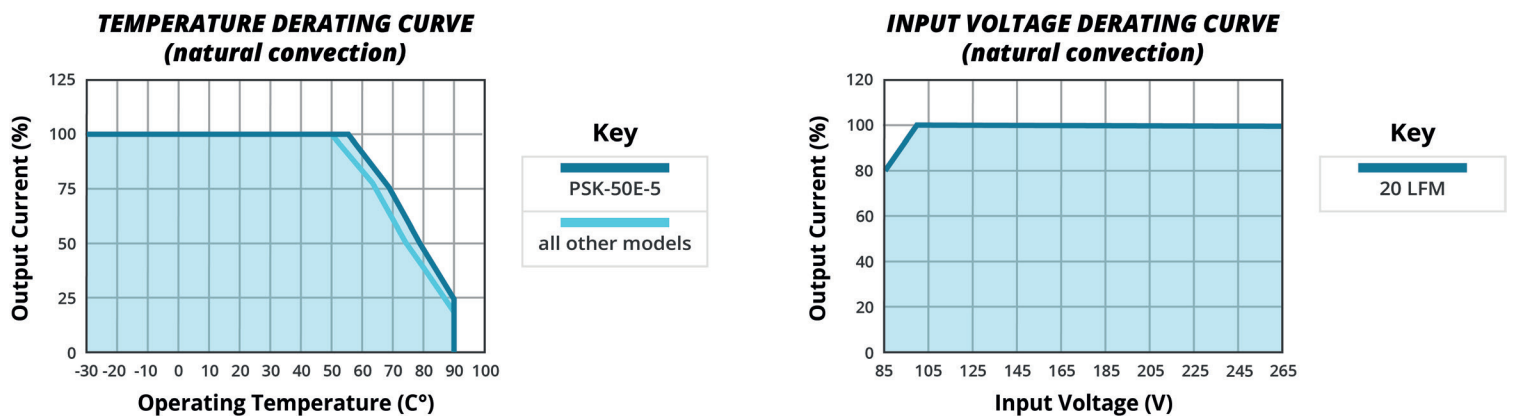 TEMPERATURE DERATING CURVE
(natural convection)
125
100
75
50
25
0
Output Current (%)
-30 -20 -10 0 10 20 30 40 50 60 70 80 90 100
Operating Temperature (C°)
Key
PSK-50E-5
all other models
INPUT VOLTAGE DERATING CURVE
(natural convection)
120
100
80
60
40
20
0
Output Current (%)
85 105 125 145 165 185 205 225 245 265
Input Voltage (V)
Key
20 LFM